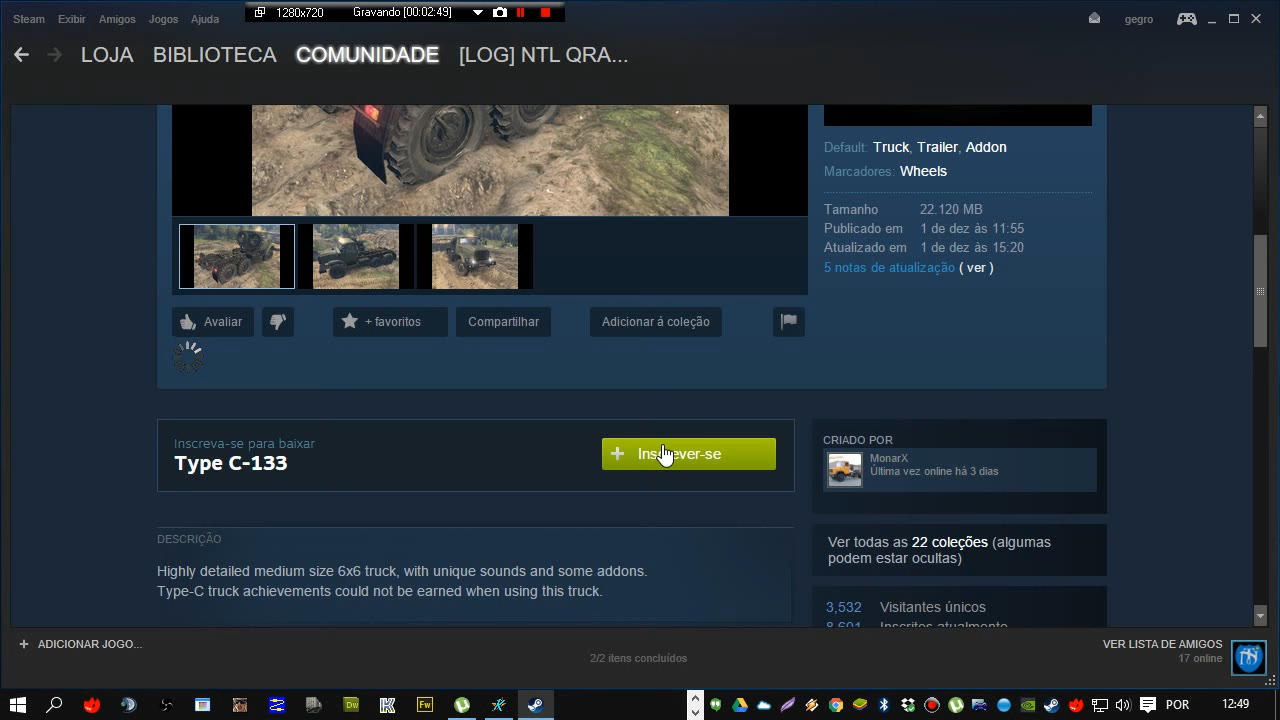 1280x720 Gravando [00:02:49]
Steam Exibir Amigos Jogos Ajuda
gegro
LOJA BIBLIOTECA COMUNIDADE [LOG] NTL QRA...
Default: Truck, Trailer, Addon
Marcadores: Wheels
Tamanho 22.120 MB
Publicado em 1 de dez às 11:55
Atualizado em 1 de dez às 15:20
5 notas de atualização ( ver )
Avaliar + favoritos Compartilhar Adicionar á coleção
Inscreva-se para baixar
Type C-133
Inscrever-se
CRIADO POR
MonarX
Última vez online há 3 dias
Ver todas as 22 coleções (algumas
podem estar ocultas)
DESCRIÇÃO
Highly detailed medium size 6x6 truck, with unique sounds and some addons.
Type-C truck achievements could not be earned when using this truck.
3,532 Visitantes únicos
8,691 Inscritos atualmente
+ ADICIONAR JOGO...
2/2 itens concluídos
VER LISTA DE AMIGOS
17 online
Dw Fw POR 12:49